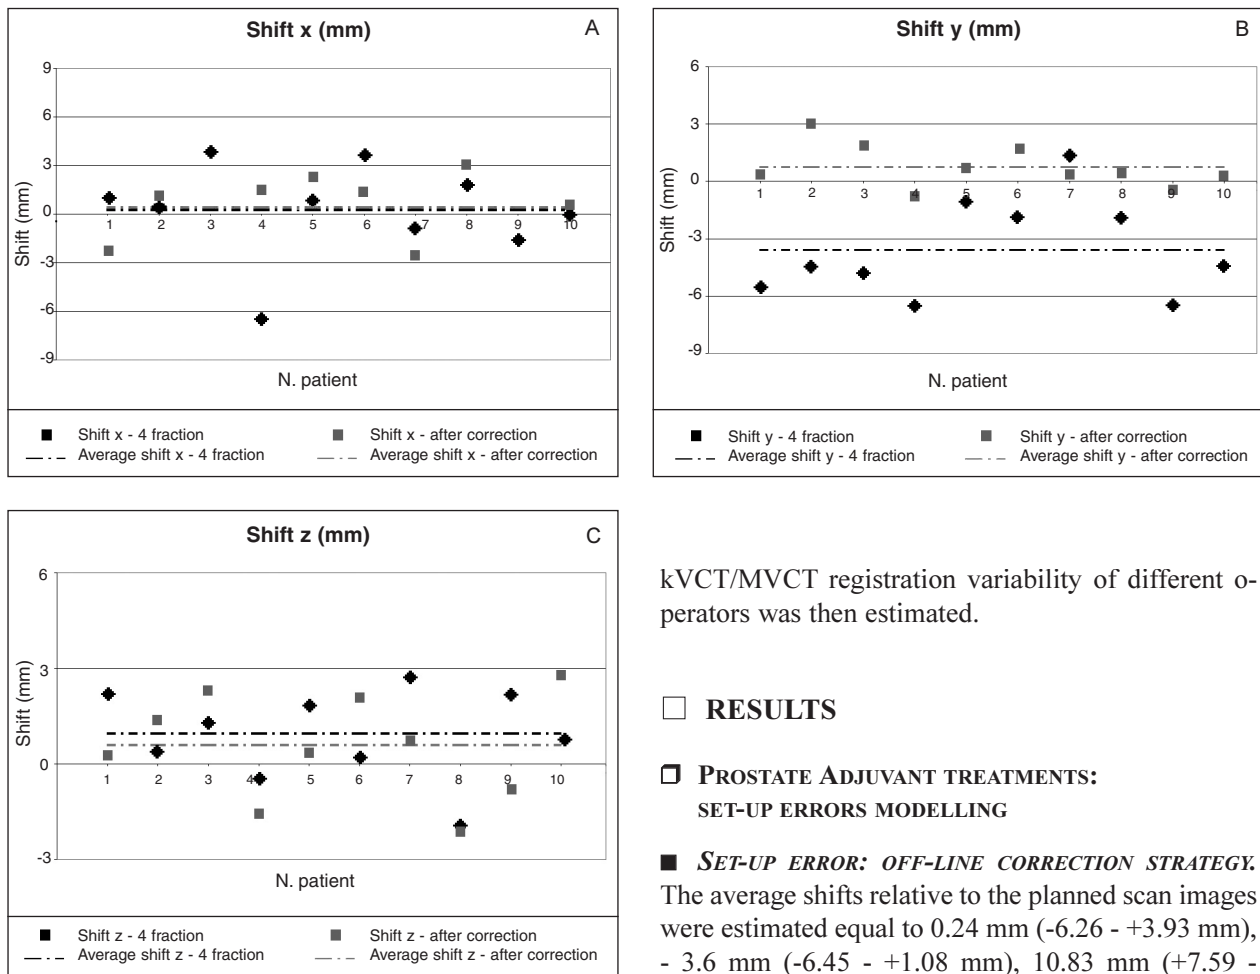 Shift x (mm)
A
9
6
3
0
-3
-6
-9
Shift (mm)
1 2 3 4 5 6 7 8 9 10
N. patient
Shift x - 4 fraction
Shift x - after correction
Average shift x - 4 fraction
Average shift x - after correction
Shift y (mm)
B
6
3
0
-3
-6
-9
Shift (mm)
1 2 3 4 5 6 7 8 9 10
N. patient
Shift y - 4 fraction
Shift y - after correction
Average shift y - 4 fraction
Average shift y - after correction
Shift z (mm)
C
6
3
0
-3
Shift (mm)
1 2 3 4 5 6 7 8 9 10
N. patient
Shift z - 4 fraction
Shift z - after correction
Average shift z - 4 fraction
Average shift z - after correction
kVCT/MVCT registration variability of different o-
perators was then estimated.
RESULTS
PROSTATE ADJUVANT TREATMENTS:
SET-UP ERRORS MODELLING
SET-UP ERROR: OFF-LINE CORRECTION STRATEGY.
The average shifts relative to the planned scan images
were estimated equal to 0.24 mm (-6.26 - +3.93 mm),
- 3.6 mm (-6.45 - +1.08 mm), 10.83 mm (+7.59 -